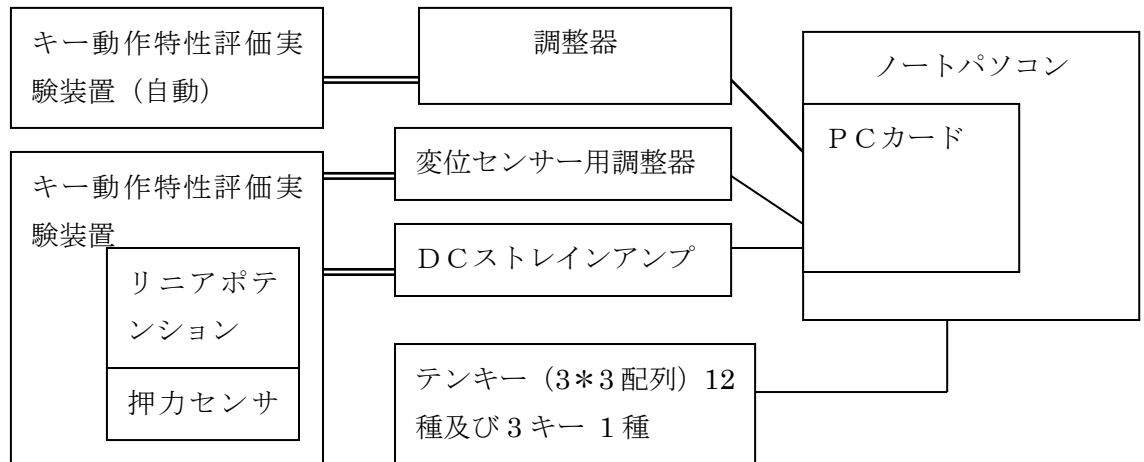 キー動作特性評価実
験装置（自動）
調整器
ノートパソコン
ＰＣカード
変位センサー用調整器
キー動作特性評価実
験装置
ＤＣストレインアンプ
リニアポテ
ンション
押力センサ
テンキー（3＊3配列）12
種及び３キー １種